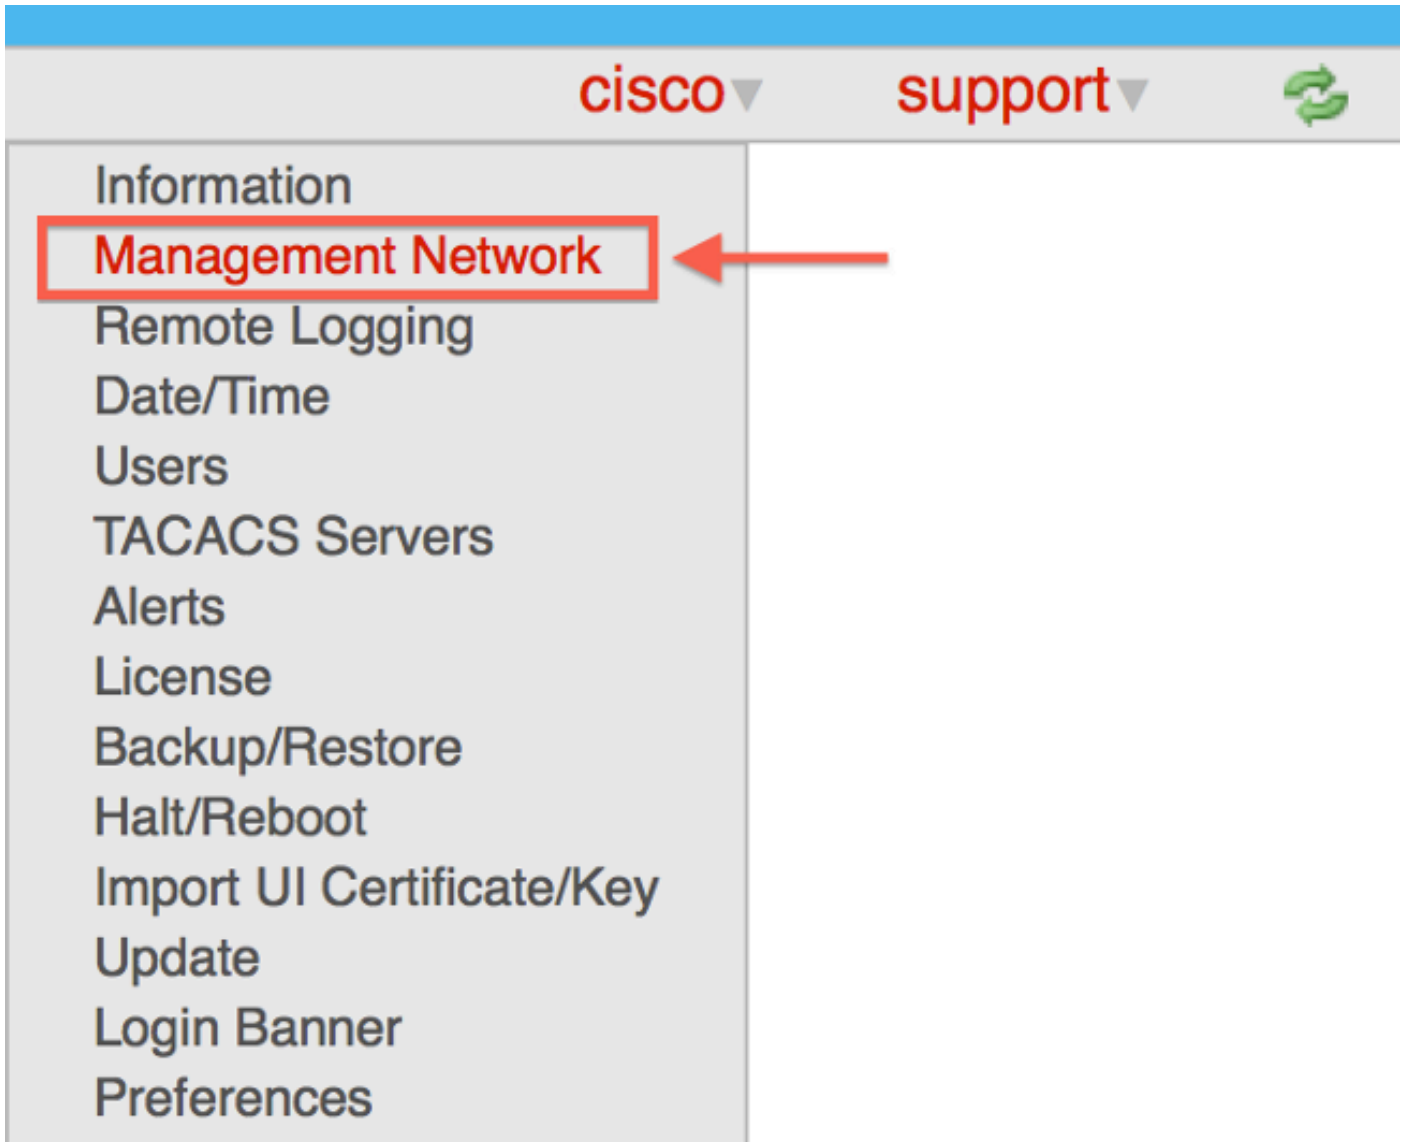 cisco support
Information
Management Network
Remote Logging
Date/Time
Users
TACACS Servers
Alerts
License
Backup/Restore
Halt/Reboot
Import UI Certificate/Key
Update
Login Banner
Preferences